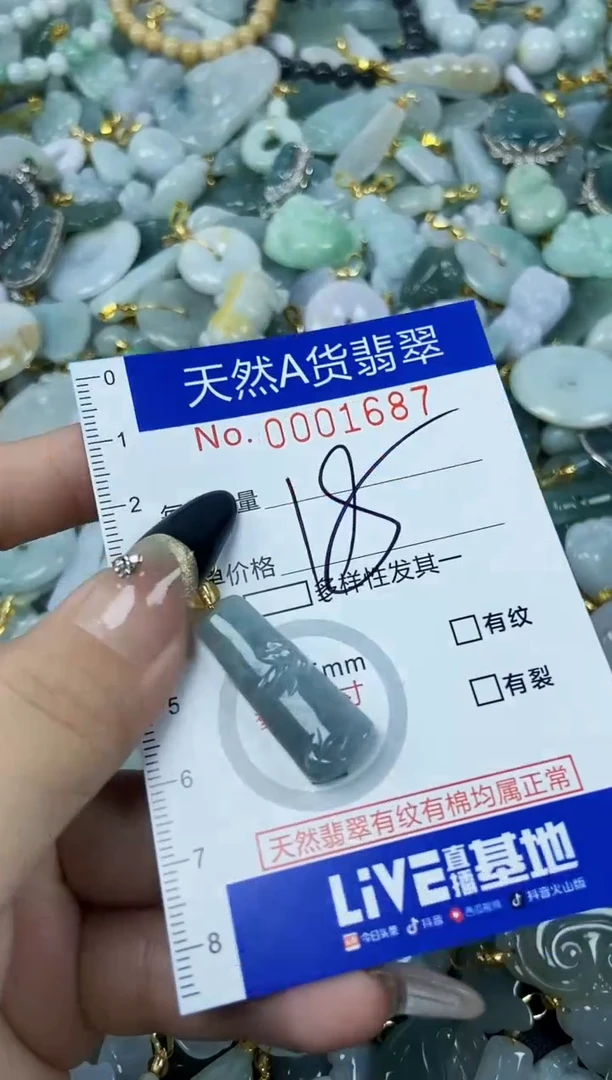 0
天然A货翡翠
No.0001687
1
2
量
18
单价格
多样性发其一
有纹
mm
寸
有裂
5
6
天然翡翠有纹有棉均属正常
7
LiVE直播基地
8
今日头条 抖音 西瓜视频 抖音火山版